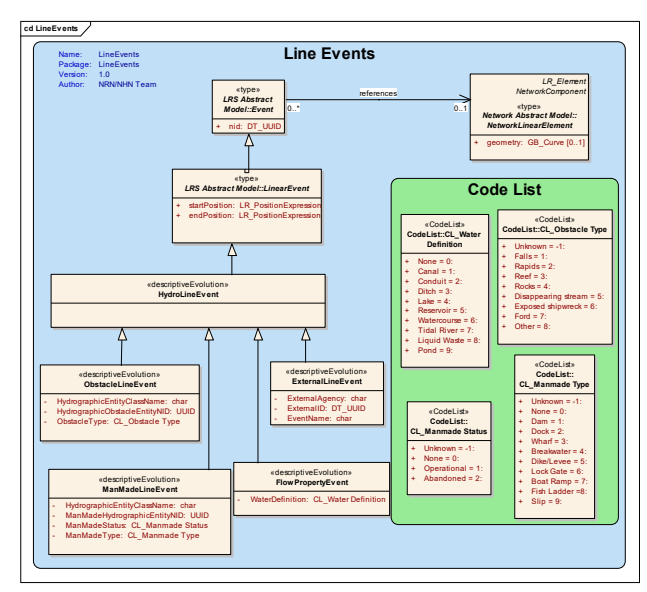 cd LineEvents
Line Events
Name: LineEvents
Package: LineEvents
Version: 1.0
Author: NRN/NHN Team
«type»
LRS Abstract
Model::Event
+ nid: DT_UUID
references
0..*
0..1
LR_Element
NetworkComponent
«type»
Network Abstract Model::
NetworkLinearElement
+ geometry: GB_Curve [0..1]
«type»
LRS Abstract Model::LinearEvent
+ startPosition: LR_PositionExpression
+ endPosition: LR_PositionExpression
«descriptiveEvolution»
HydroLineEvent
«descriptiveEvolution»
ObstacleLineEvent
- HydrographicEntityClassName: char
- HydrographicObstacleEntityNID: UUID
- ObstacleType: CL_Obstacle Type
«descriptiveEvolution»
ExternalLineEvent
- ExternalAgency: char
- ExternalID: DT_UUID
- EventName: char
«descriptiveEvolution»
ManMadeLineEvent
- HydrographicEntityClassName: char
- ManMadeHydrographicEntityNID: UUID
- ManMadeStatus: CL_Manmade Status
- ManMadeType: CL_Manmade Type
«descriptiveEvolution»
FlowPropertyEvent
- WaterDefinition: CL_Water Definition
Code List
«CodeList»
CodeList::CL_Water
Definition
+ None = 0:
+ Canal = 1:
+ Conduit = 2:
+ Ditch = 3:
+ Lake = 4:
+ Reservoir = 5:
+ Watercourse = 6:
+ Tidal River = 7:
+ Liquid Waste = 8:
+ Pond = 9:
«CodeList»
CodeList::CL_Obstacle Type
+ Unknown = -1:
+ Falls = 1:
+ Rapids = 2:
+ Reef = 3:
+ Rocks = 4:
+ Disappearing stream = 5:
+ Exposed shipwreck = 6:
+ Ford = 7:
+ Other = 8:
«CodeList»
CodeList::
CL_Manmade Status
+ Unknown = -1:
+ None = 0:
+ Operational = 1:
+ Abandoned = 2:
«CodeList»
CodeList::
CL_Manmade Type
+ Unknown = -1:
+ None = 0:
+ Dam = 1:
+ Dock = 2:
+ Wharf = 3:
+ Breakwater = 4:
+ Dike/Levee = 5:
+ Lock Gate = 6:
+ Boat Ramp = 7:
+ Fish Ladder =8:
+ Slip = 9: